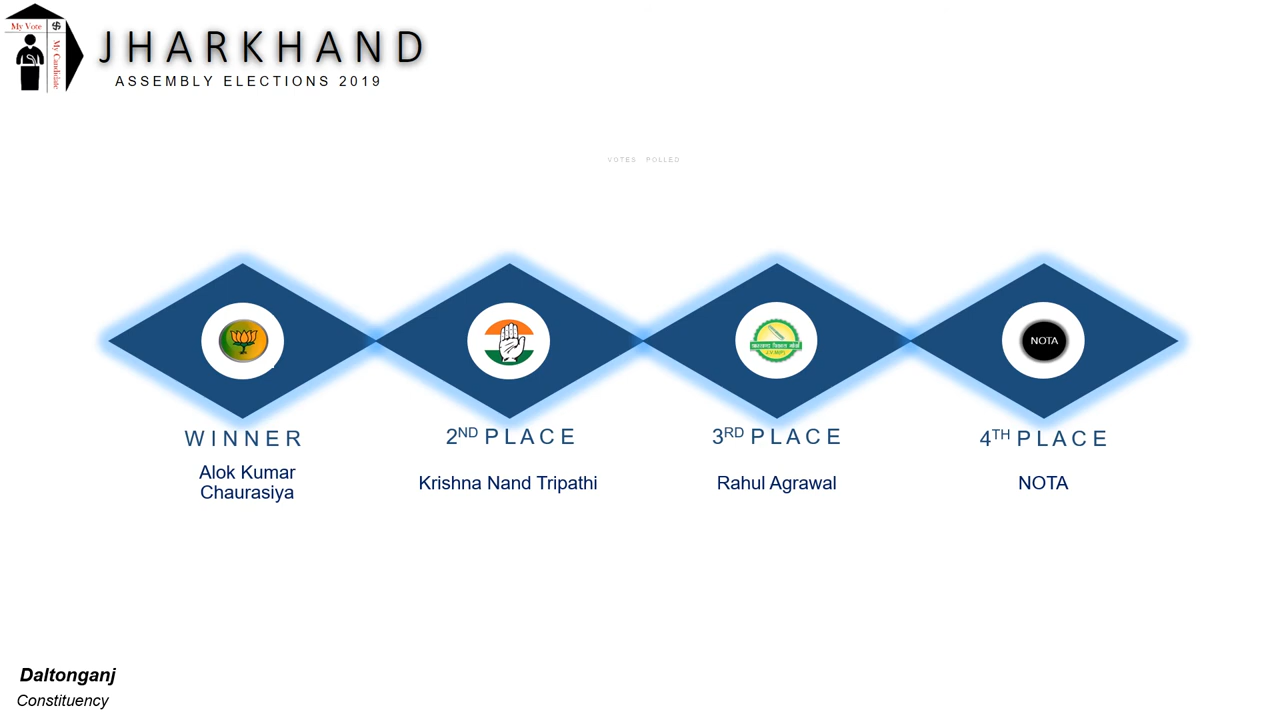 My Vote
My Candidate
JHARKHAND
ASSEMBLY ELECTIONS 2019
VOTES POLLED
NOTA
WINNER
2ND PLACE
3RD PLACE
4TH PLACE
Alok Kumar
Chaurasiya
Krishna Nand Tripathi
Rahul Agrawal
NOTA
Daltonganj
Constituency